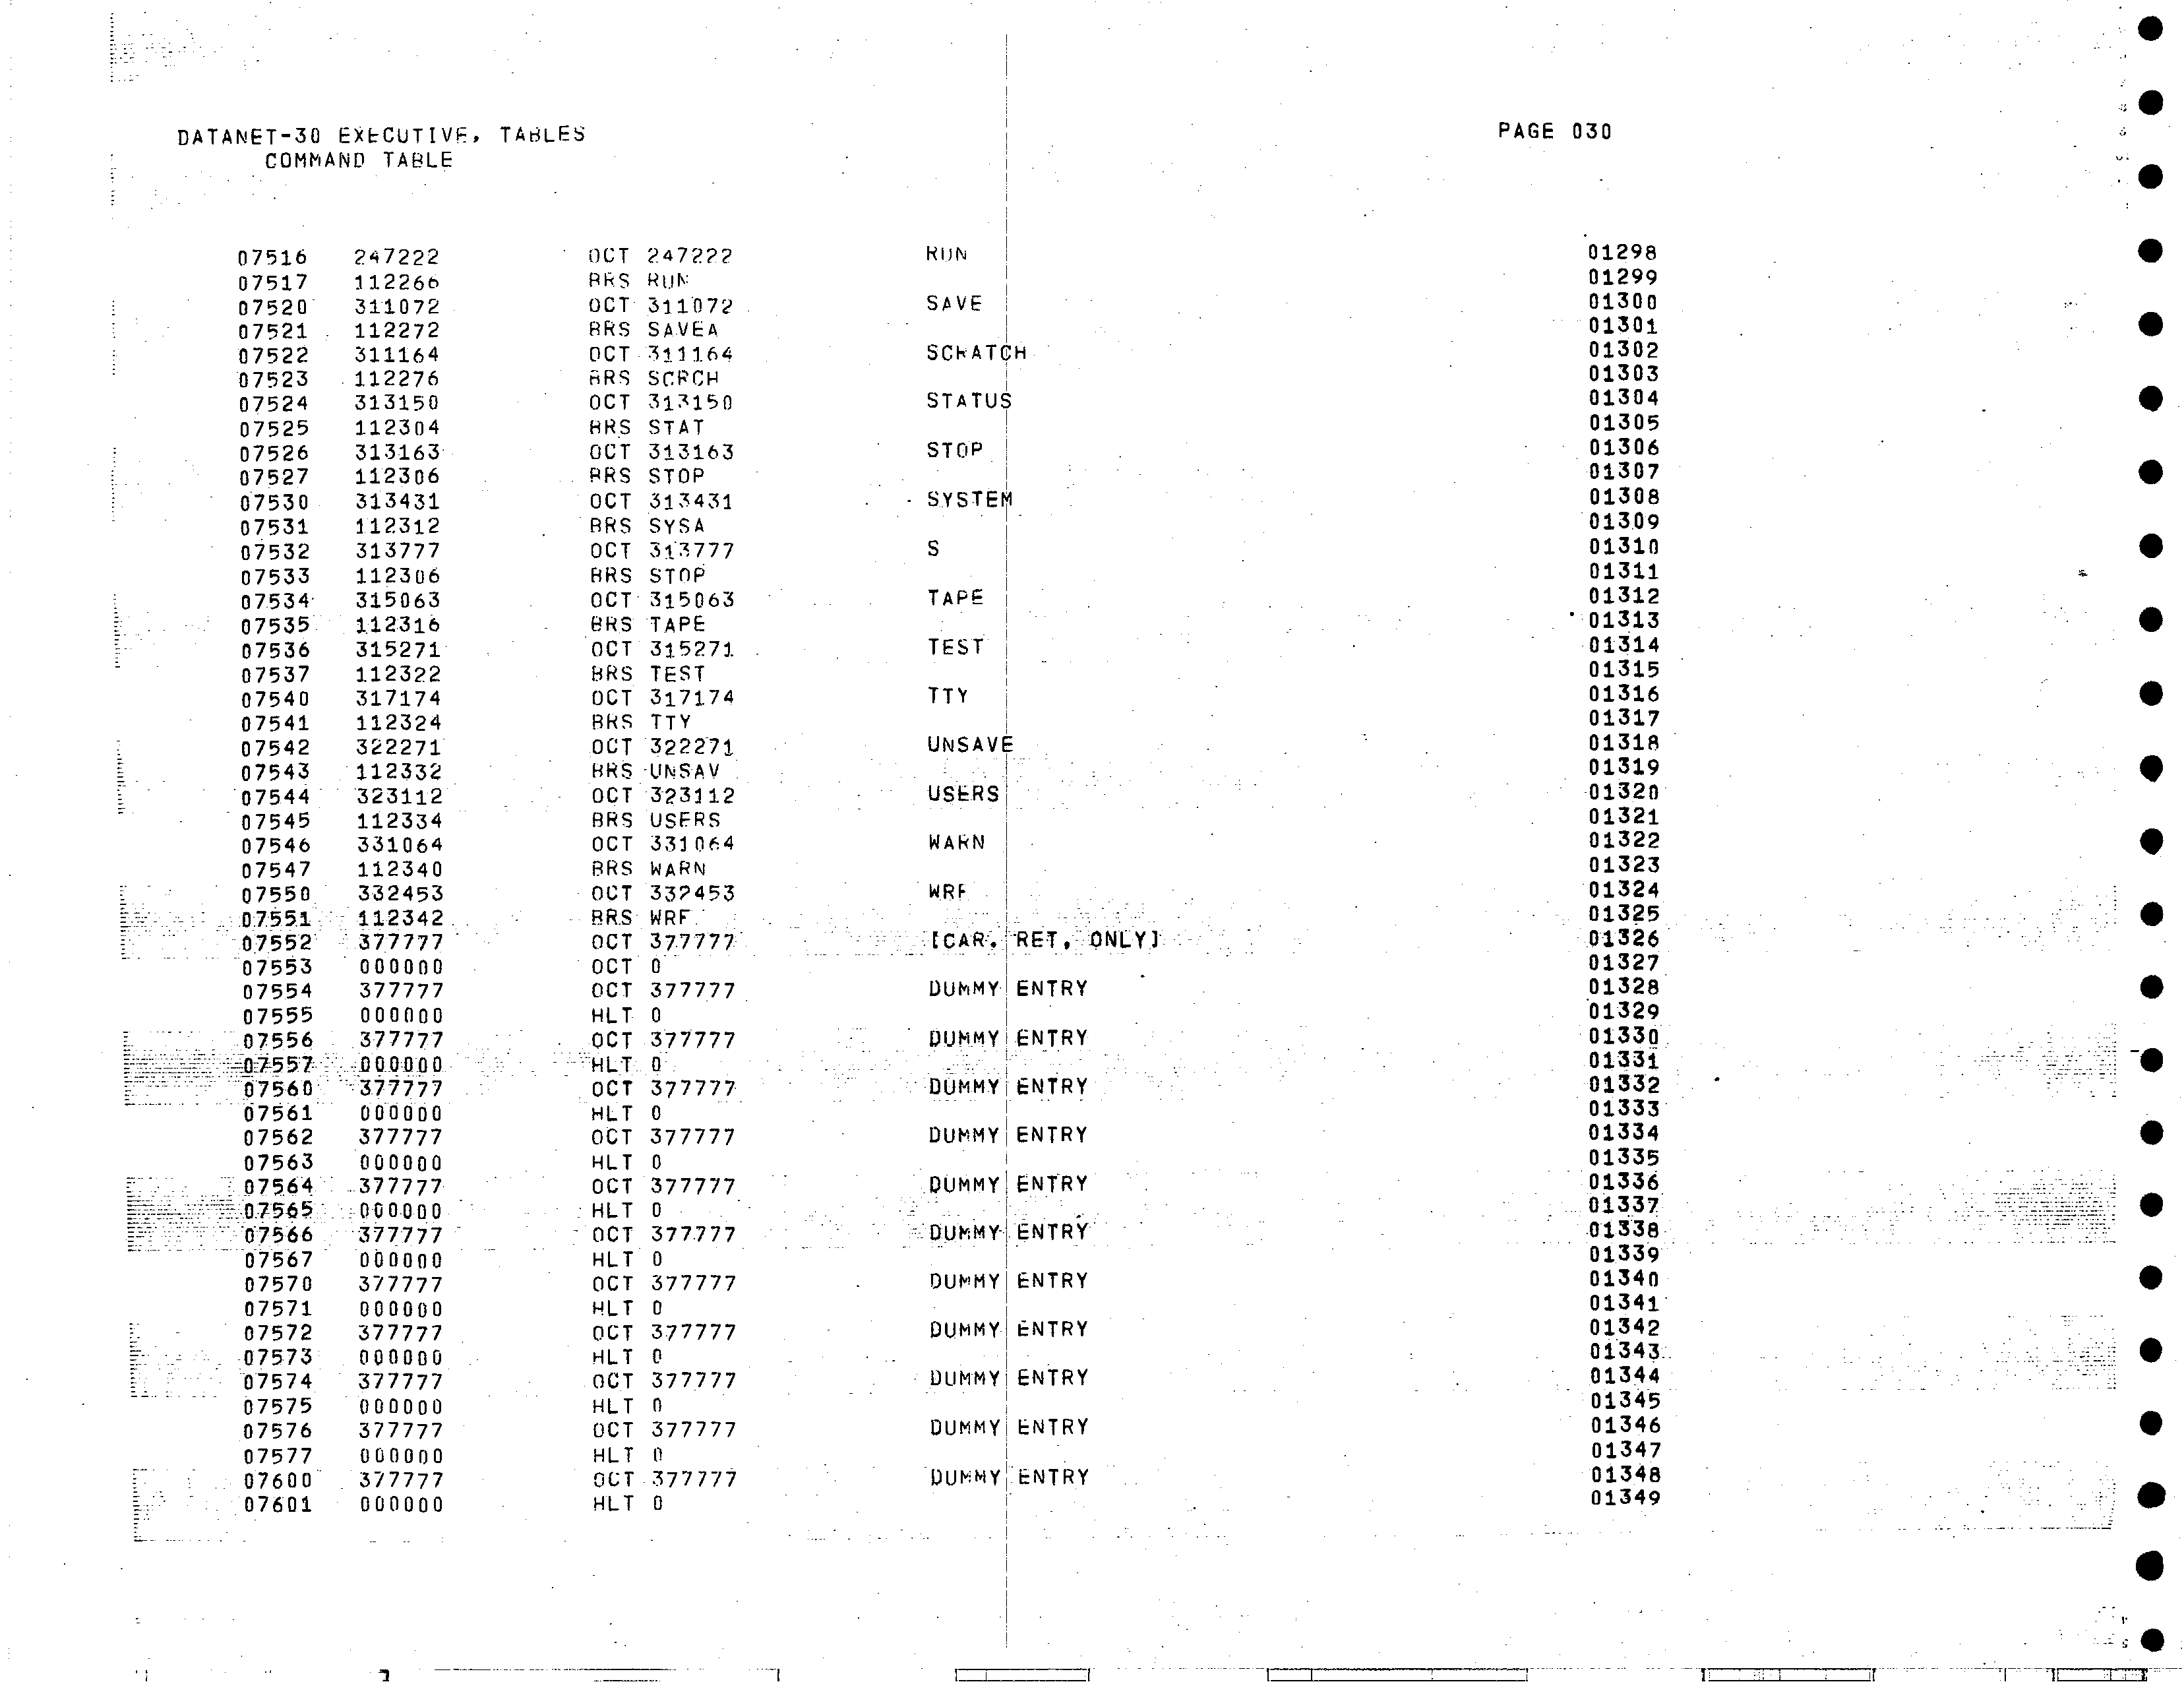 DATANET-30 EXECUTIVE, TABLES PAGE 030
COMMAND TABLE
07516 247222 OCT 247222 RUN 01298
07517 112266 BRS RUN 01299
07520 311072 OCT 311072 SAVE 01300
07521 112272 BRS SAVEA 01301
07522 311164 OCT 311164 SCRATCH 01302
07523 112276 BRS SCRCH 01303
07524 313150 OCT 313150 STATUS 01304
07525 112304 BRS STAT 01305
07526 313163 OCT 313163 STOP 01306
07527 112306 BRS STOP 01307
07530 313431 OCT 313431 SYSTEM 01308
07531 112312 BRS SYSA 01309
07532 313777 OCT 313777 S 01310
07533 112306 BRS STOP 01311
07534 315063 OCT 315063 TAPE 01312
07535 112316 BRS TAPE 01313
07536 315271 OCT 315271 TEST 01314
07537 112322 BRS TEST 01315
07540 317174 OCT 317174 TTY 01316
07541 112324 BRS TTY 01317
07542 322271 OCT 322271 UNSAVE 01318
07543 112332 BRS UNSAV 01319
07544 323112 OCT 323112 USERS 01320
07545 112334 BRS USERS 01321
07546 331064 OCT 331064 WARN 01322
07547 112340 BRS WARN 01323
07550 332453 OCT 332453 WRF 01324
07551 112342 BRS WRF 01325
07552 377777 OCT 377777 [CAR. RET. ONLY] 01326
07553 000000 OCT 0 01327
07554 377777 OCT 377777 DUMMY ENTRY 01328
07555 000000 HLT 0 01329
07556 377777 OCT 377777 DUMMY ENTRY 01330
07557 000000 HLT 0 01331
07560 377777 OCT 377777 DUMMY ENTRY 01332
07561 000000 HLT 0 01333
07562 377777 OCT 377777 DUMMY ENTRY 01334
07563 000000 HLT 0 01335
07564 377777 OCT 377777 DUMMY ENTRY 01336
07565 000000 HLT 0 01337
07566 377777 OCT 377777 DUMMY ENTRY 01338
07567 000000 HLT 0 01339
07570 377777 OCT 377777 DUMMY ENTRY 01340
07571 000000 HLT 0 01341
07572 377777 OCT 377777 DUMMY ENTRY 01342
07573 000000 HLT 0 01343
07574 377777 OCT 377777 DUMMY ENTRY 01344
07575 000000 HLT 0 01345
07576 377777 OCT 377777 DUMMY ENTRY 01346
07577 000000 HLT 0 01347
07600 377777 OCT 377777 DUMMY ENTRY 01348
07601 000000 HLT 0 01349